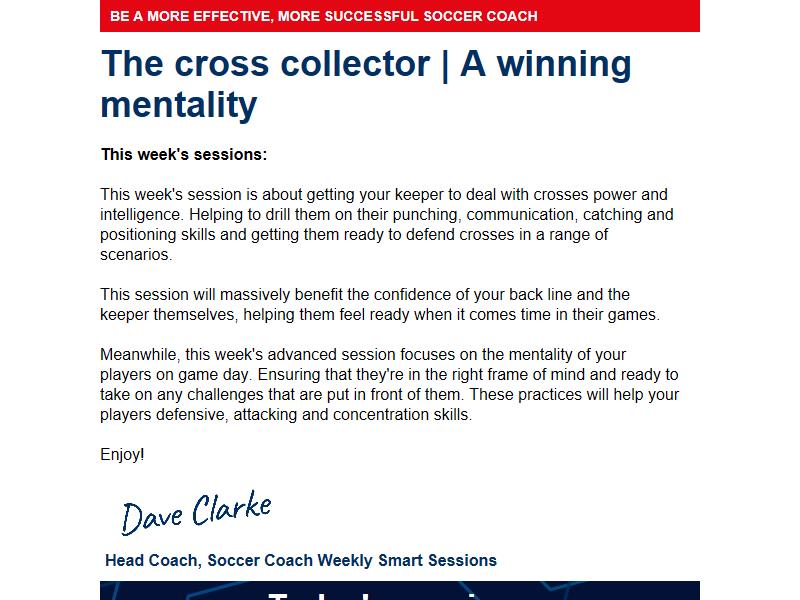 BE A MORE EFFECTIVE, MORE SUCCESSFUL SOCCER COACH
The cross collector | A winning
mentality
This week's sessions:
This week's session is about getting your keeper to deal with crosses power and
intelligence. Helping to drill them on their punching, communication, catching and
positioning skills and getting them ready to defend crosses in a range of
scenarios.
This session will massively benefit the confidence of your back line and the
keeper themselves, helping them feel ready when it comes time in their games.
Meanwhile, this week's advanced session focuses on the mentality of your
players on game day. Ensuring that they're in the right frame of mind and ready to
take on any challenges that are put in front of them. These practices will help your
players defensive, attacking and concentration skills.
Enjoy!
Dave Clarke
Head Coach, Soccer Coach Weekly Smart Sessions